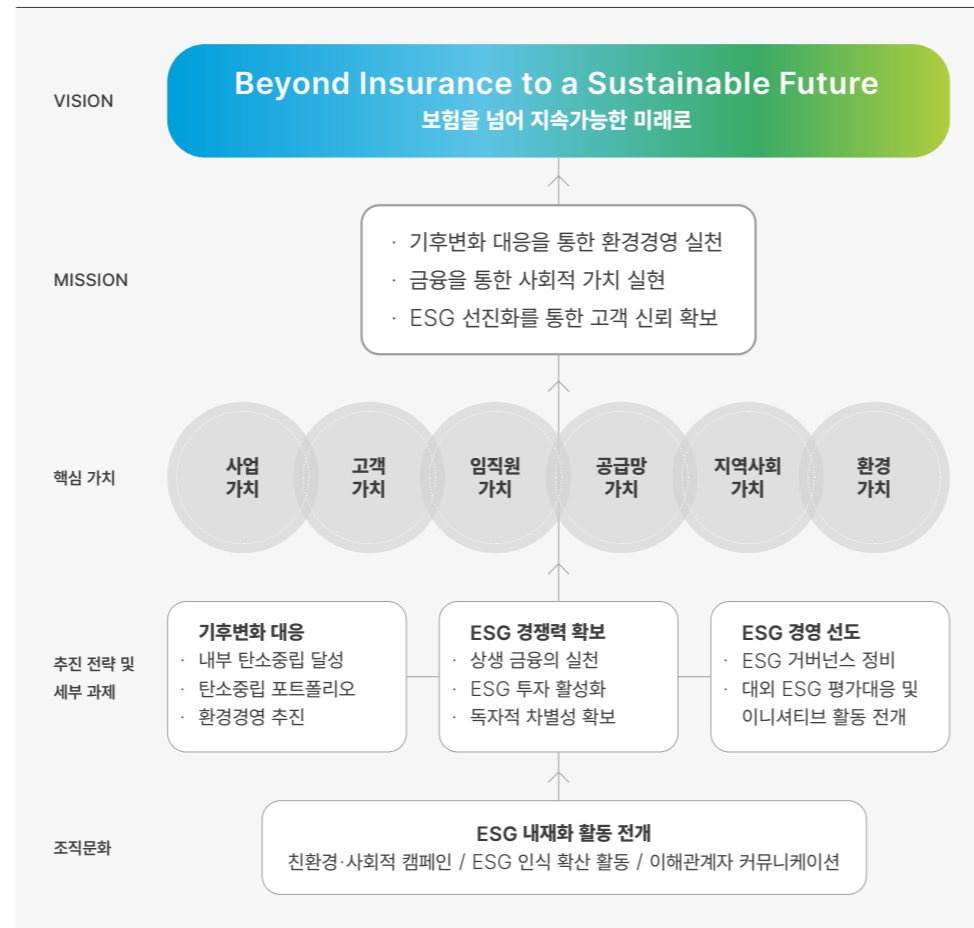 VISION
Beyond Insurance to a Sustainable Future
보험을 넘어 지속가능한 미래로
MISSION
· 기후변화 대응을 통한 환경경영 실천
· 금융을 통한 사회적 가치 실현
· ESG 선진화를 통한 고객 신뢰 확보
핵심 가치
사업
가치
고객
가치
임직원
가치
공급망
가치
지역사회
가치
환경
가치
추진 전략 및
세부 과제
기후변화 대응
· 내부 탄소중립 달성
· 탄소중립 포트폴리오
· 환경경영 추진
ESG 경쟁력 확보
· 상생 금융의 실천
· ESG 투자 활성화
· 독자적 차별성 확보
ESG 경영 선도
· ESG 거버넌스 정비
· 대외 ESG 평가대응 및
이니셔티브 활동 전개
조직문화
ESG 내재화 활동 전개
친환경·사회적 캠페인 / ESG 인식 확산 활동 / 이해관계자 커뮤니케이션